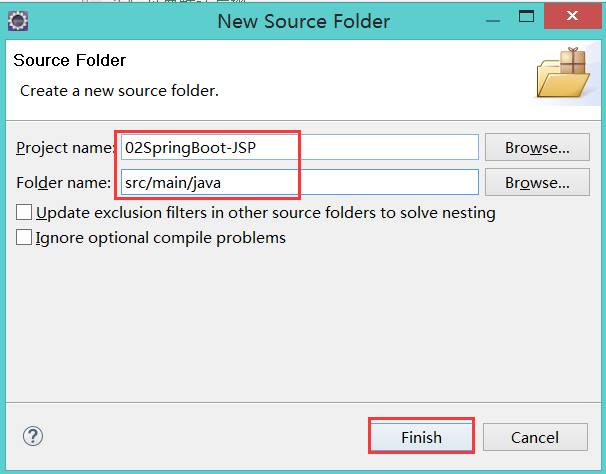 New Source Folder
Source Folder
Create a new source folder.
Project name: 02SpringBoot-JSP Browse...
Folder name: src/main/java Browse...
Update exclusion filters in other source folders to solve nesting
Ignore optional compile problems
? Finish Cancel